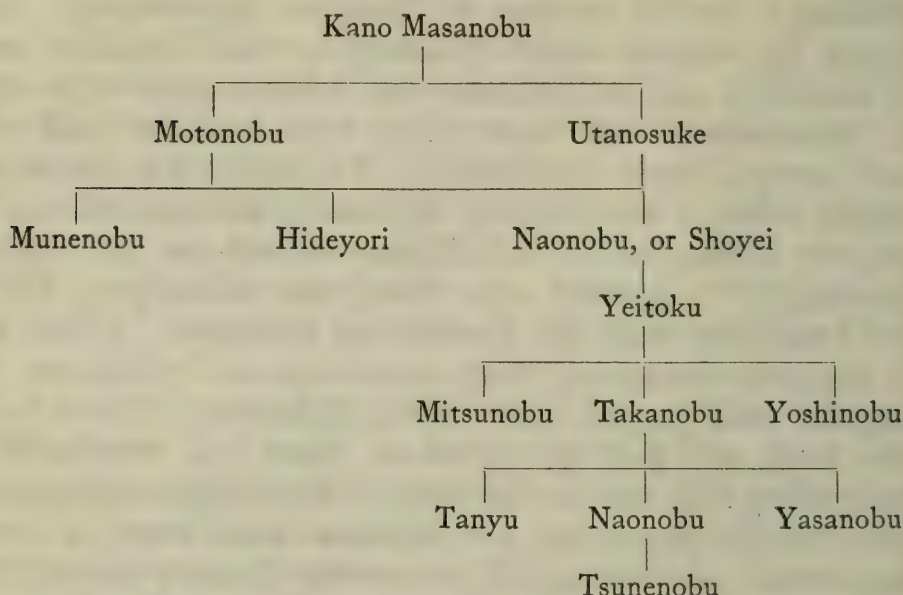 Kano Masanobu
Motonobu Utanosuke
Munenobu Hideyori Naonobu, or Shoyei
Yeitoku
Mitsunobu Takanobu Yoshinobu
Tanyu Naonobu Yasanobu
Tsunenobu